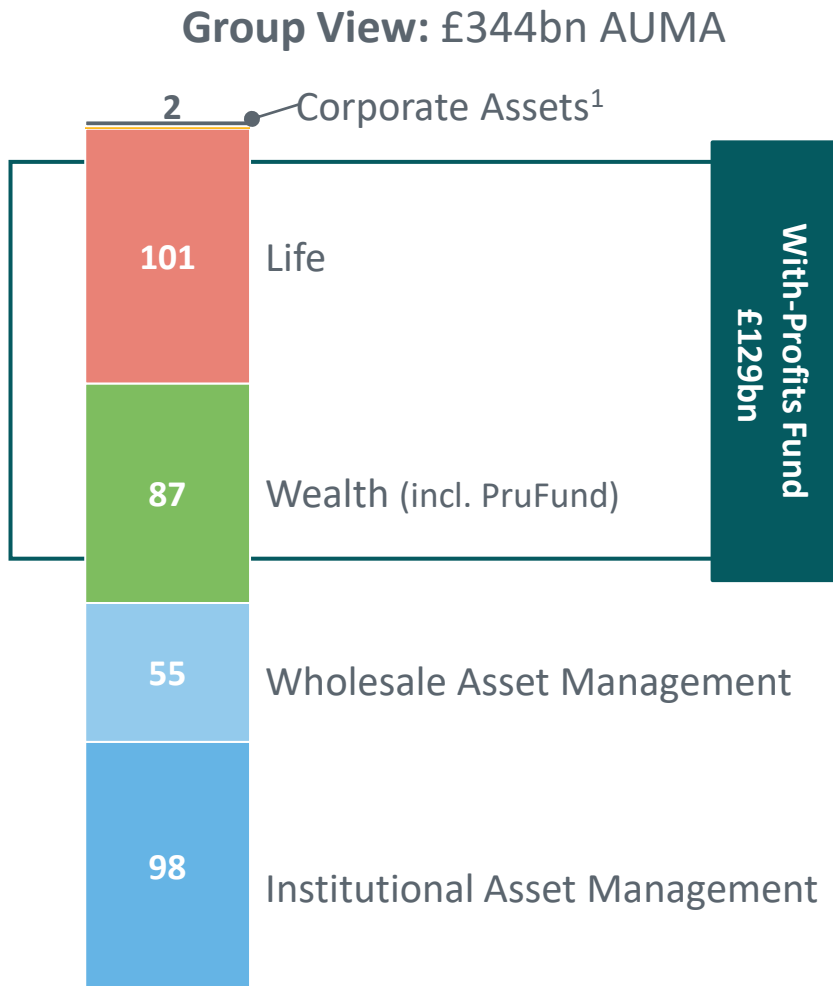 Group View: £344bn AUMA
2
Corporate Assets¹
101
Life
87
Wealth (incl. PruFund)
55
Wholesale Asset Management
98
Institutional Asset Management
With-Profits Fund
£129bn